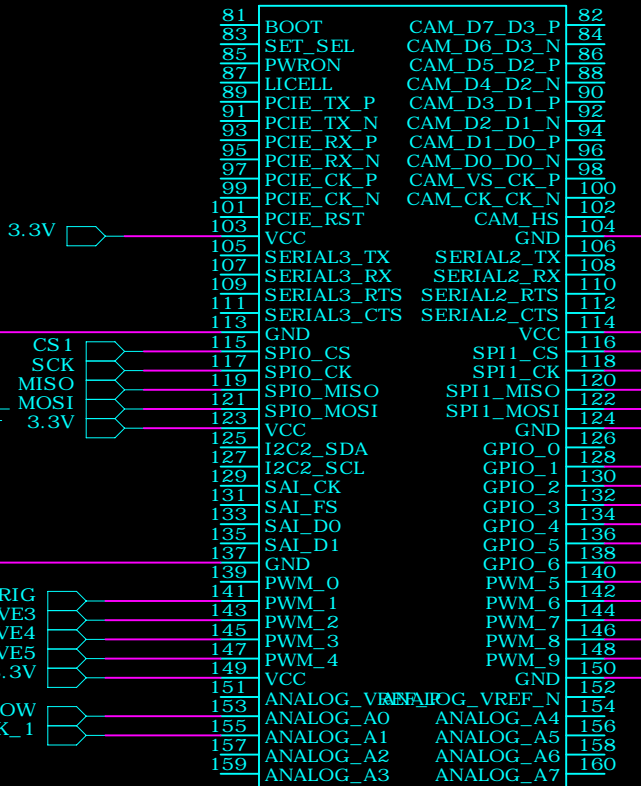 81 BOOT CAM_D7_D3_P 82
83 SET_SEL CAM_D6_D3_N 84
85 PWRON CAM_D5_D2_P 86
87 LICELL CAM_D4_D2_N 88
89 PCIE_TX_P CAM_D3_D1_P 90
91 PCIE_TX_N CAM_D2_D1_N 92
93 PCIE_RX_P CAM_D1_D0_P 94
95 PCIE_RX_N CAM_D0_D0_N 96
97 PCIE_CK_P CAM_VS_CK_P 98
99 PCIE_CK_N CAM_CK_CK_N 100
101 PCIE_RST CAM_HS 102
3.3V 103 VCC GND 104
105 SERIAL3_TX SERIAL2_TX 106
107 SERIAL3_RX SERIAL2_RX 108
109 SERIAL3_RTS SERIAL2_RTS 110
111 SERIAL3_CTS SERIAL2_CTS 112
113 GND VCC 114
CS1 115 SPI0_CS SPI1_CS 116
SCK 117 SPI0_CK SPI1_CK 118
MISO 119 SPI0_MISO SPI1_MISO 120
MOSI 121 SPI0_MOSI SPI1_MOSI 122
3.3V 123 VCC GND 124
125 I2C2_SDA GPIO_0 126
127 I2C2_SCL GPIO_1 128
129 SAI_CK GPIO_2 130
131 SAI_FS GPIO_3 132
133 SAI_D0 GPIO_4 134
135 SAI_D1 GPIO_5 136
137 GND GPIO_6 138
139 PWM_0 PWM_5 140
RIG 141 PWM_1 PWM_6 142
VE3 143 PWM_2 PWM_7 144
VE4 145 PWM_3 PWM_8 146
VE5 147 PWM_4 PWM_9 148
.3V 149 VCC GND 150
151 ANALOG_VREF_P ANALOG_VREF_N 152
OW 153 ANALOG_A0 ANALOG_A4 154
K_1 155 ANALOG_A1 ANALOG_A5 156
157 ANALOG_A2 ANALOG_A6 158
159 ANALOG_A3 ANALOG_A7 160